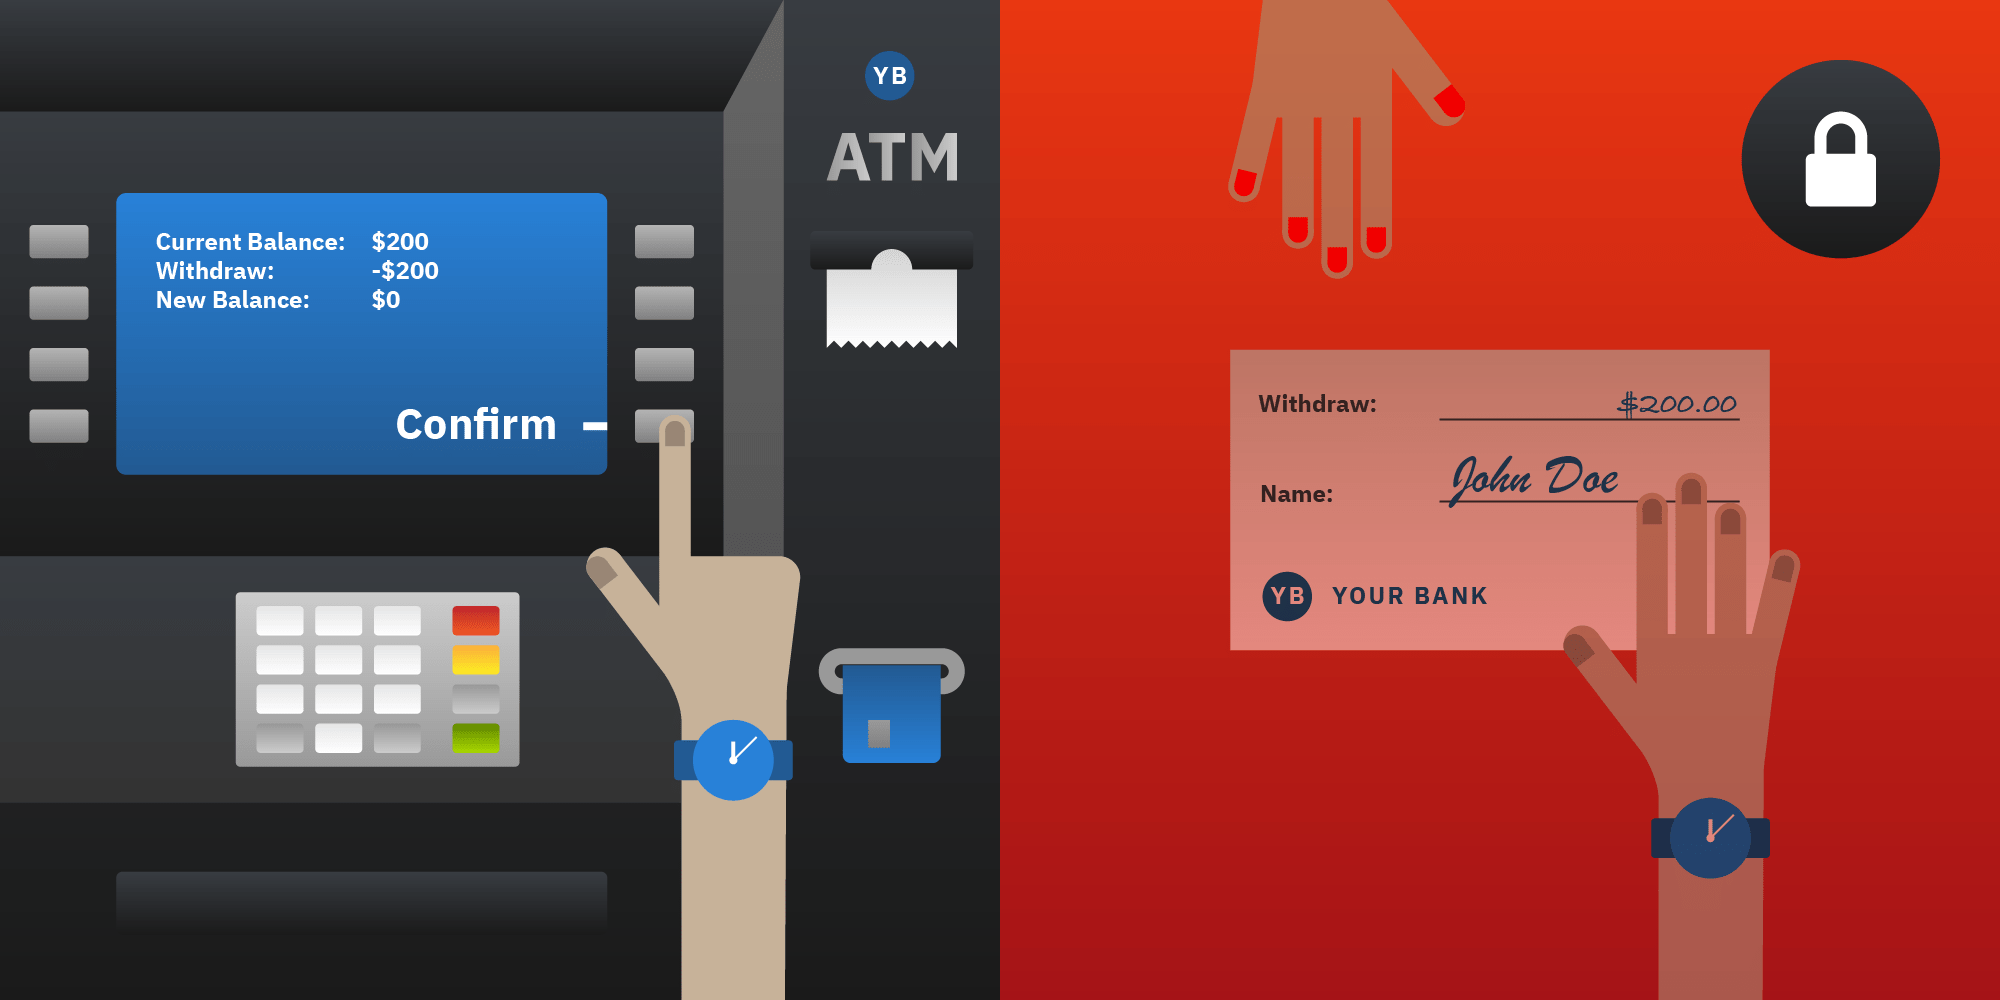 YB
ATM
Current Balance: $200
Withdraw: -$200
New Balance: $0
Confirm –
Withdraw: $200.00
Name: John Doe
YB YOUR BANK